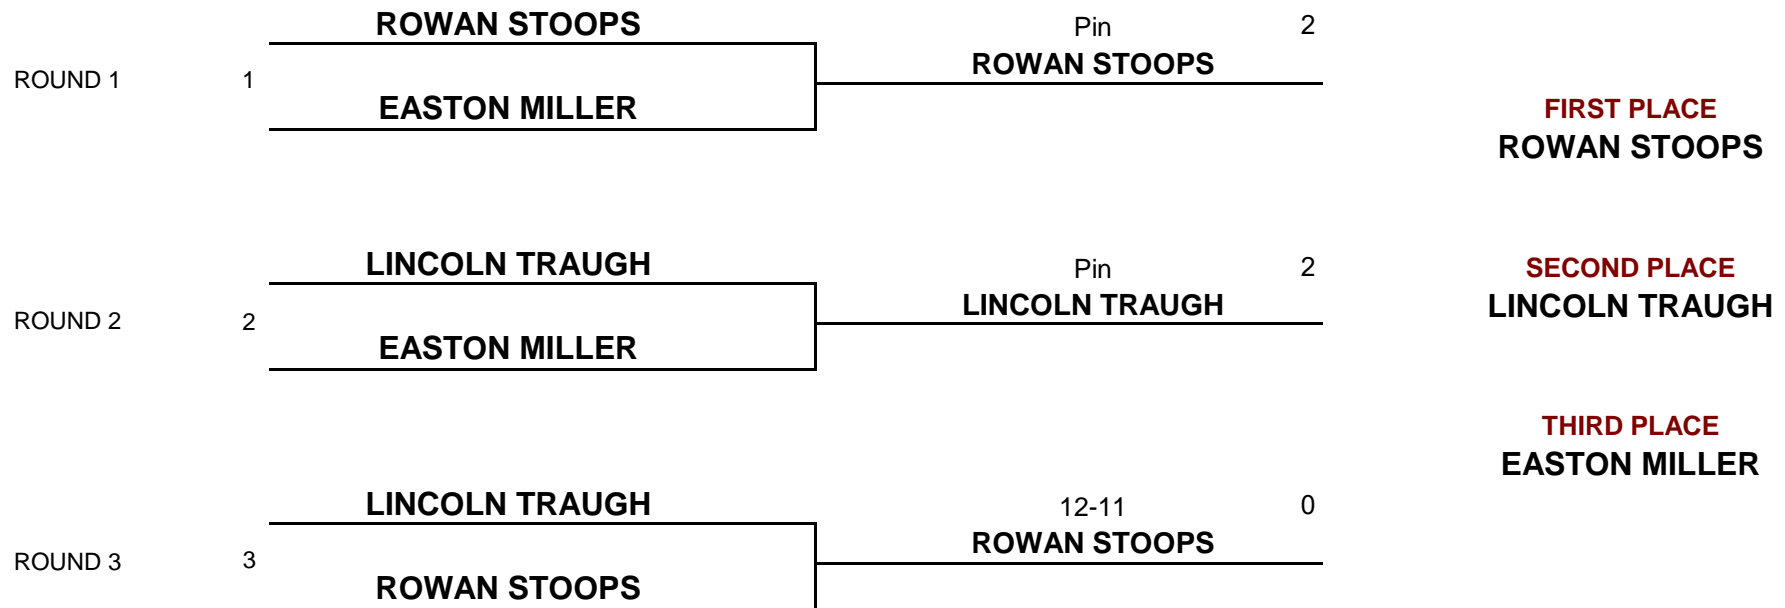 ROWAN STOOPS
Pin 2
ROWAN STOOPS
ROUND 1 1
EASTON MILLER
FIRST PLACE
ROWAN STOOPS
LINCOLN TRAUGH
Pin 2
SECOND PLACE
LINCOLN TRAUGH
LINCOLN TRAUGH
ROUND 2 2
EASTON MILLER
THIRD PLACE
EASTON MILLER
LINCOLN TRAUGH
12-11 0
ROWAN STOOPS
ROUND 3 3
ROWAN STOOPS